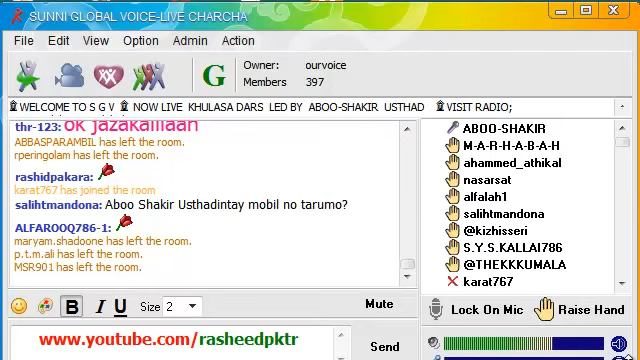 SUNNI GLOBAL VOICE-LIVE CHARCHA
File Edit View Option Admin Action
G
Owner: ourvoice
Members 397
WELCOME TO S G V NOW LIVE KHULASA DARS LED BY ABOO-SHAKIR USTHAD VISIT RADIO;
thr-123: ok jazakallaah
ABBASPARAMBIL has left the room.
rperingolam has left the room.
rashidpakara:
karat767 has joined the room
salihtmandona: Aboo Shakir Usthadintay mobil no tarumo?
ALFAROOQ786-1:
maryam.shadoone has left the room.
p.t.m.ali has left the room.
MSR901 has left the room.
ABOO-SHAKIR
M-A-R-H-A-B-A-H
ahammed_athikal
nasarsat
alfalah1
salihtmandona
@kizhisseri
S.Y.S.KALLAI786
@THEKKKUMALA
karat767
B I U Size 2 Mute
Lock On Mic Raise Hand
www.youtube.com/rasheedpktr
Send